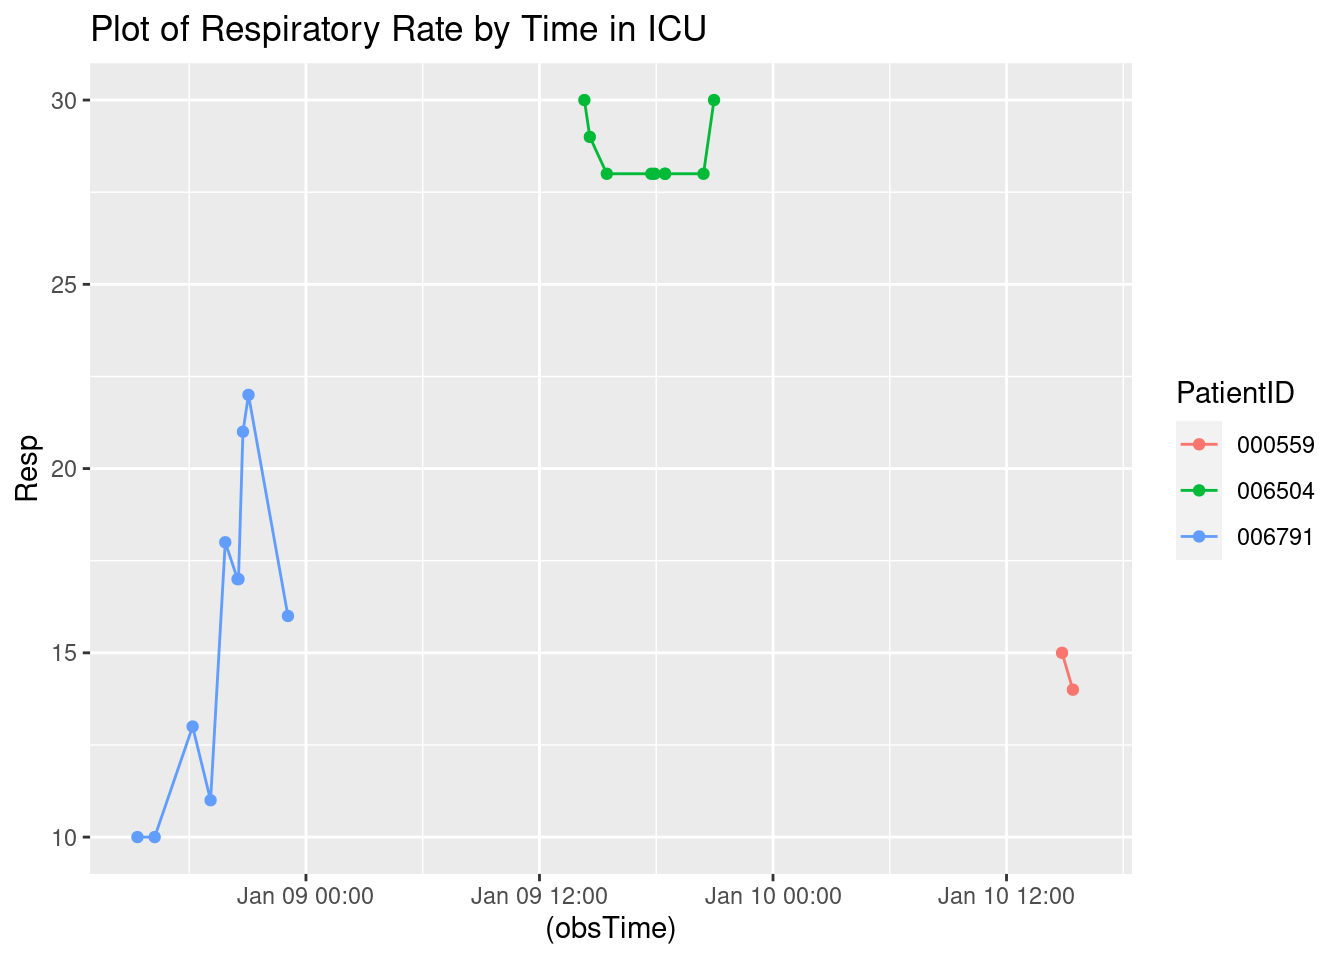 Plot of Respiratory Rate by Time in ICU
30
25
20
15
10
Resp
Jan 09 00:00
Jan 09 12:00
Jan 10 00:00
Jan 10 12:00
(obsTime)
PatientID
000559
006504
006791